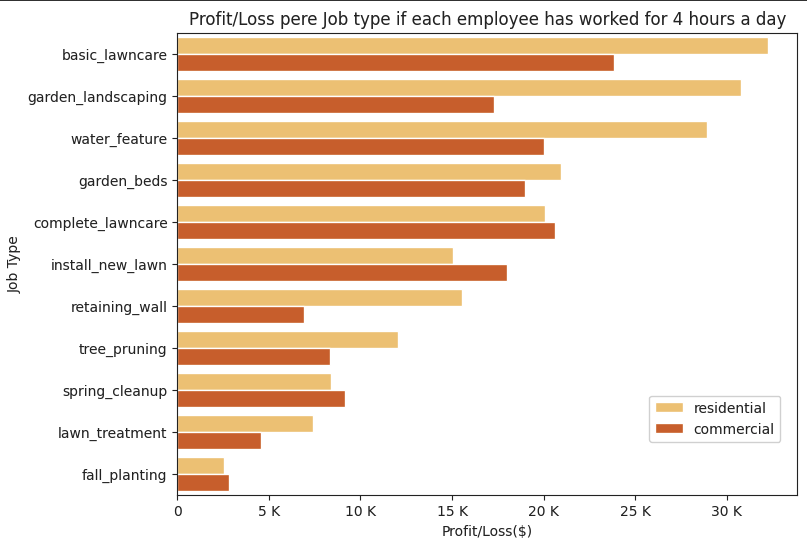 Profit/Loss pere Job type if each employee has worked for 4 hours a day
basic_lawncare
garden_landscaping
water_feature
garden_beds
complete_lawncare
install_new_lawn
retaining_wall
tree_pruning
spring_cleanup
lawn_treatment
fall_planting
Job Type
residential
commercial
0 5 K 10 K 15 K 20 K 25 K 30 K
Profit/Loss($)